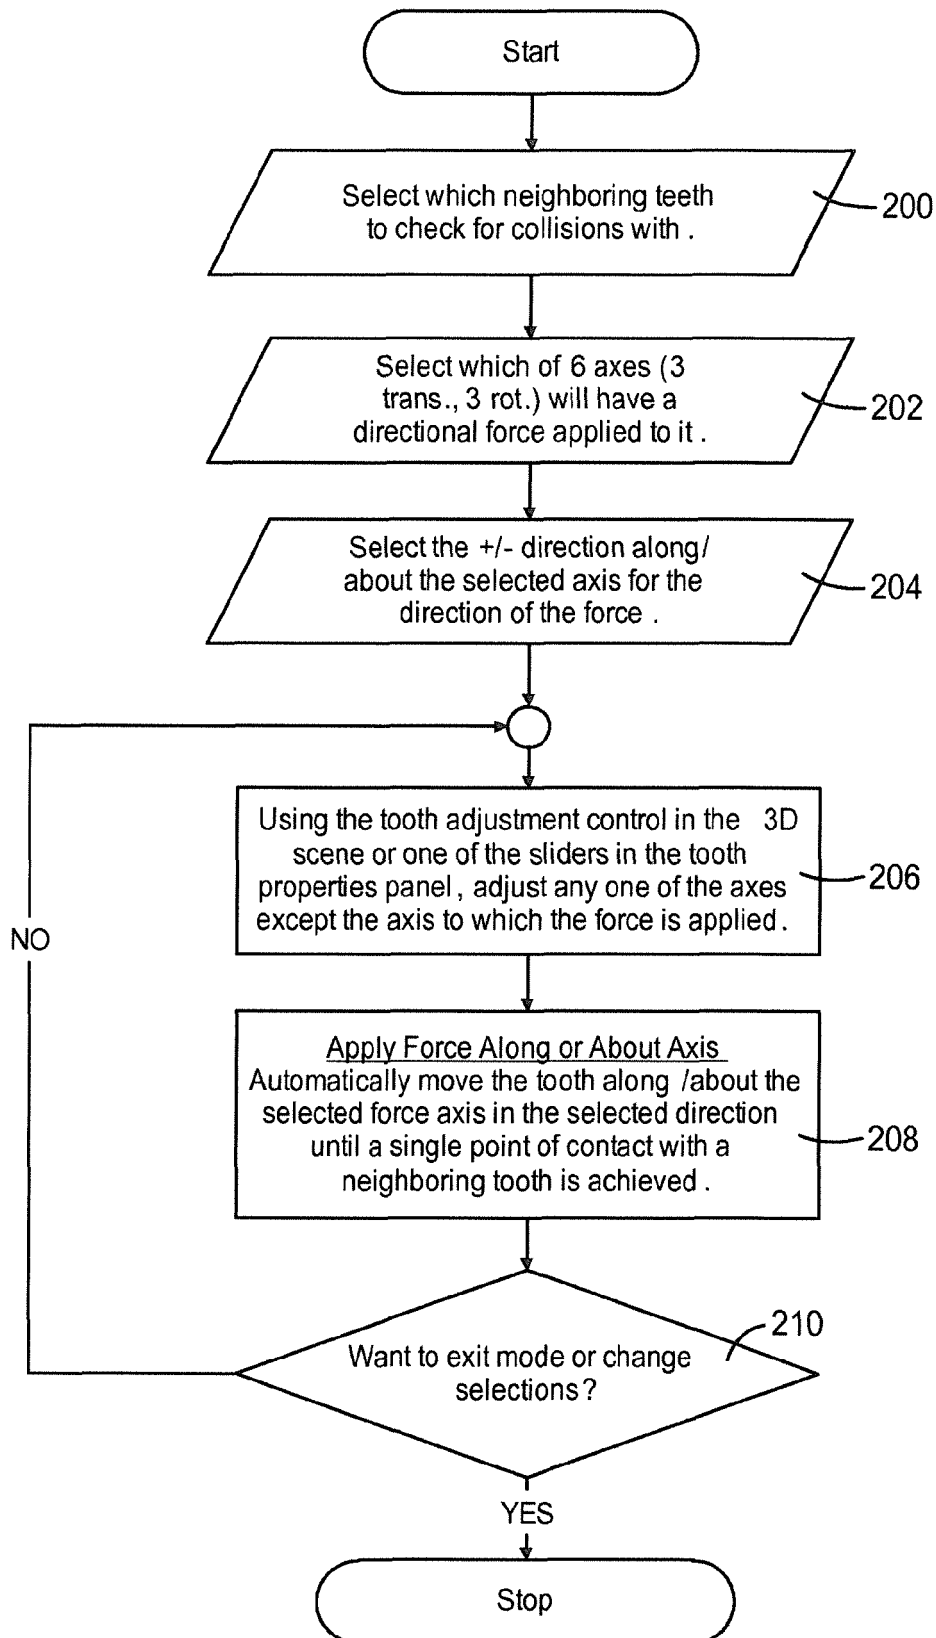 Start
Select which neighboring teeth
to check for collisions with .
200
Select which of 6 axes (3
trans., 3 rot.) will have a
directional force applied to it .
202
Select the +/- direction along/
about the selected axis for the
direction of the force .
204
Using the tooth adjustment control in the 3D
scene or one of the sliders in the tooth
properties panel, adjust any one of the axes
except the axis to which the force is applied.
206
NO
Apply Force Along or About Axis
Automatically move the tooth along /about the
selected force axis in the selected direction
until a single point of contact with a
neighboring tooth is achieved .
208
210
Want to exit mode or change
selections?
YES
Stop